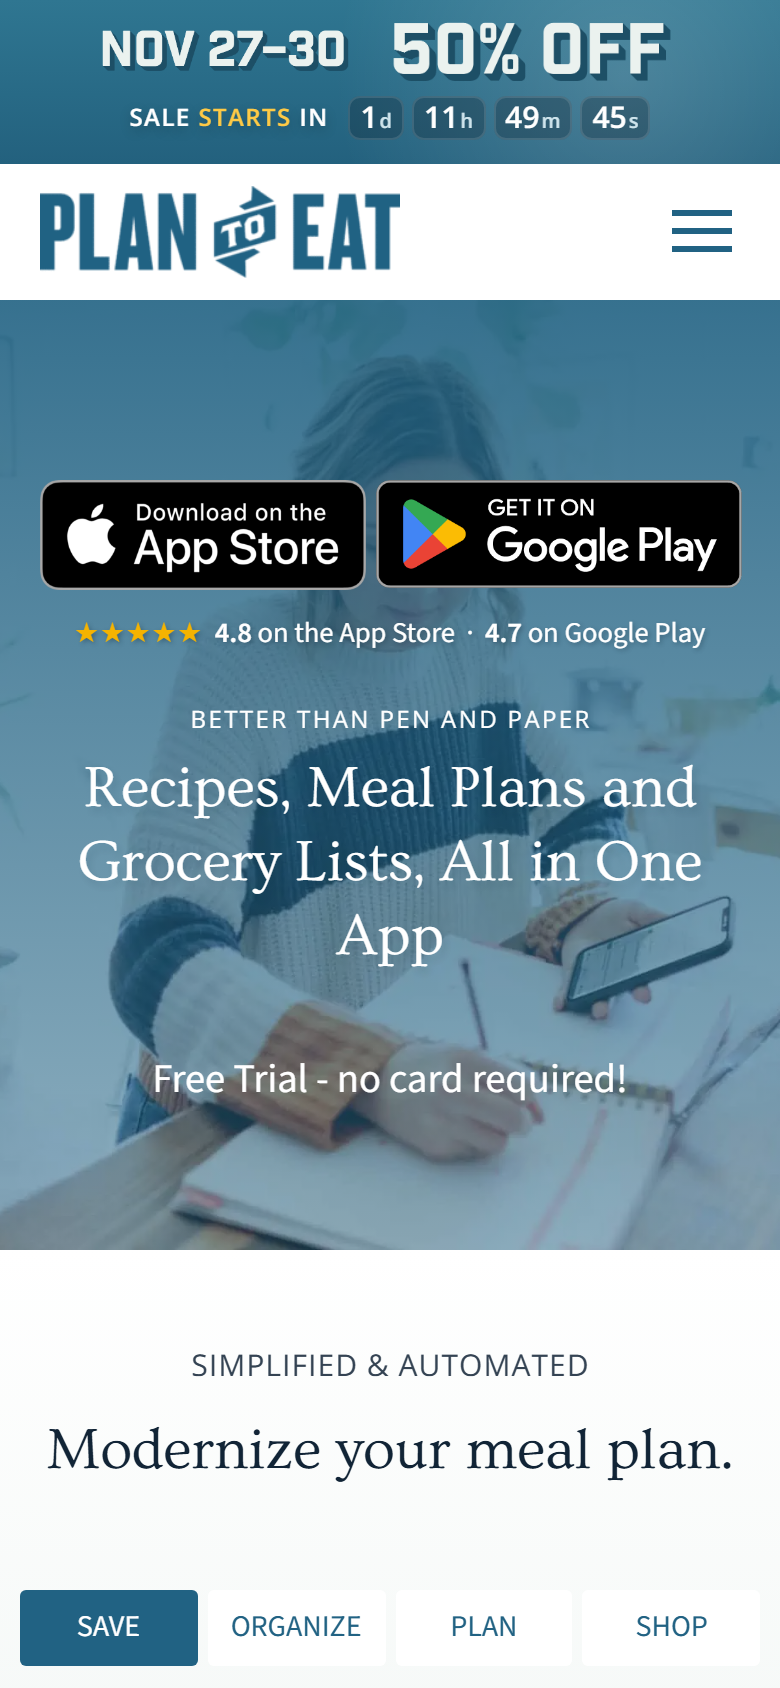 NOV 27–30 50% OFF
SALE STARTS IN 1d 11h 49m 45s
PLAN TO EAT
Download on the App Store
GET IT ON Google Play
★★★★★ 4.8 on the App Store · 4.7 on Google Play
BETTER THAN PEN AND PAPER
Recipes, Meal Plans and
Grocery Lists, All in One
App
Free Trial - no card required!
SIMPLIFIED & AUTOMATED
Modernize your meal plan.
SAVE ORGANIZE PLAN SHOP